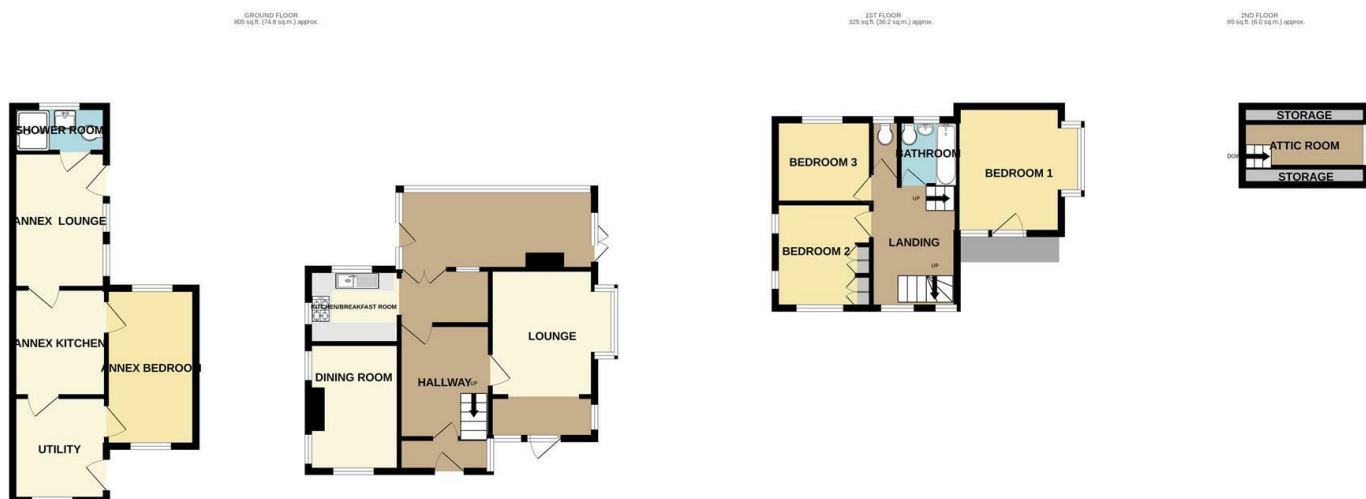 GROUND FLOOR
805 sq.ft. (74.8 sq.m.) approx.
1ST FLOOR
325 sq.ft. (30.2 sq.m.) approx.
2ND FLOOR
65 sq.ft. (6.0 sq.m.) approx.
SHOWER ROOM
ANNEX LOUNGE
ANNEX KITCHEN
ANNEX BEDROOM
UTILITY
KITCHEN/BREAKFAST ROOM
DINING ROOM
HALLWAY
UP
LOUNGE
BEDROOM 3
BATHROOM
BEDROOM 1
UP
BEDROOM 2
LANDING
UP
STORAGE
ATTIC ROOM
DOWN
STORAGE